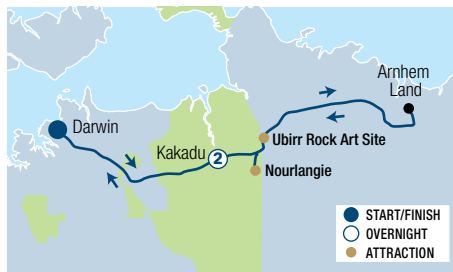 Arnhem
Land
Darwin
Ubirr Rock Art Site
Kakadu
2
Nourlangie
START/FINISH
OVERNIGHT
ATTRACTION